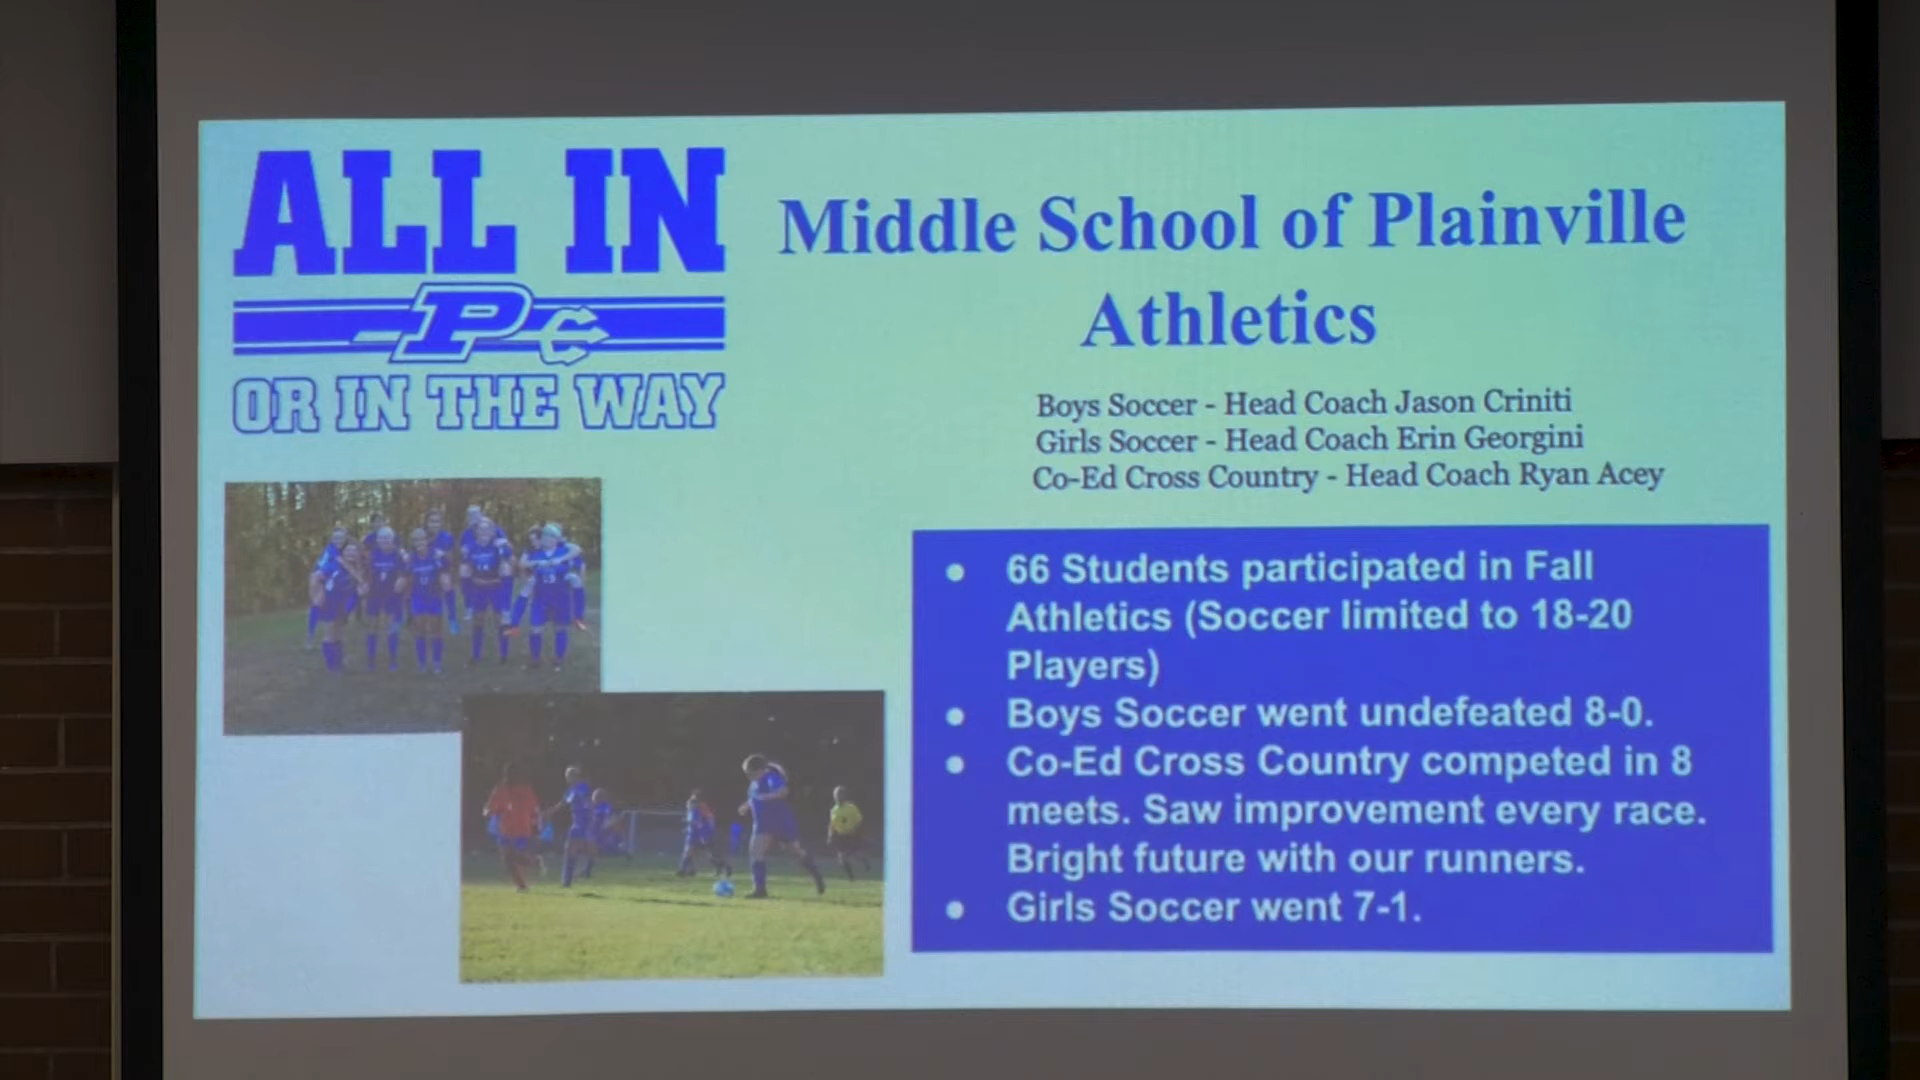 ALL IN
P
OR IN THE WAY
Middle School of Plainville
Athletics
Boys Soccer - Head Coach Jason Criniti
Girls Soccer - Head Coach Erin Georgini
Co-Ed Cross Country - Head Coach Ryan Acey
● 66 Students participated in Fall
Athletics (Soccer limited to 18-20
Players)
● Boys Soccer went undefeated 8-0.
● Co-Ed Cross Country competed in 8
meets. Saw improvement every race.
Bright future with our runners.
● Girls Soccer went 7-1.